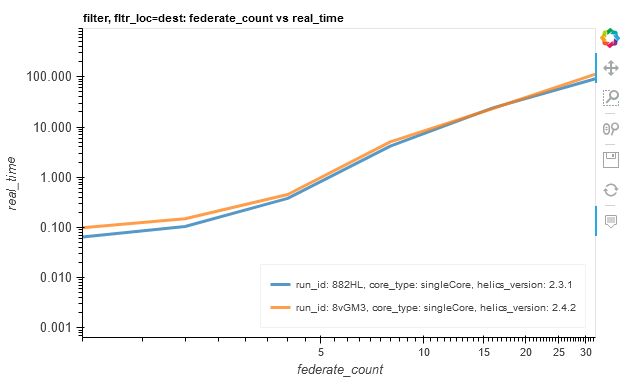 filter, fltr_loc=dest: federate_count vs real_time
100.000
10.000
1.000
0.100
0.010
0.001
real_time
run_id: 882HL, core_type: singleCore, helics_version: 2.3.1
run_id: 8vGM3, core_type: singleCore, helics_version: 2.4.2
5 10 15 20 25 30
federate_count